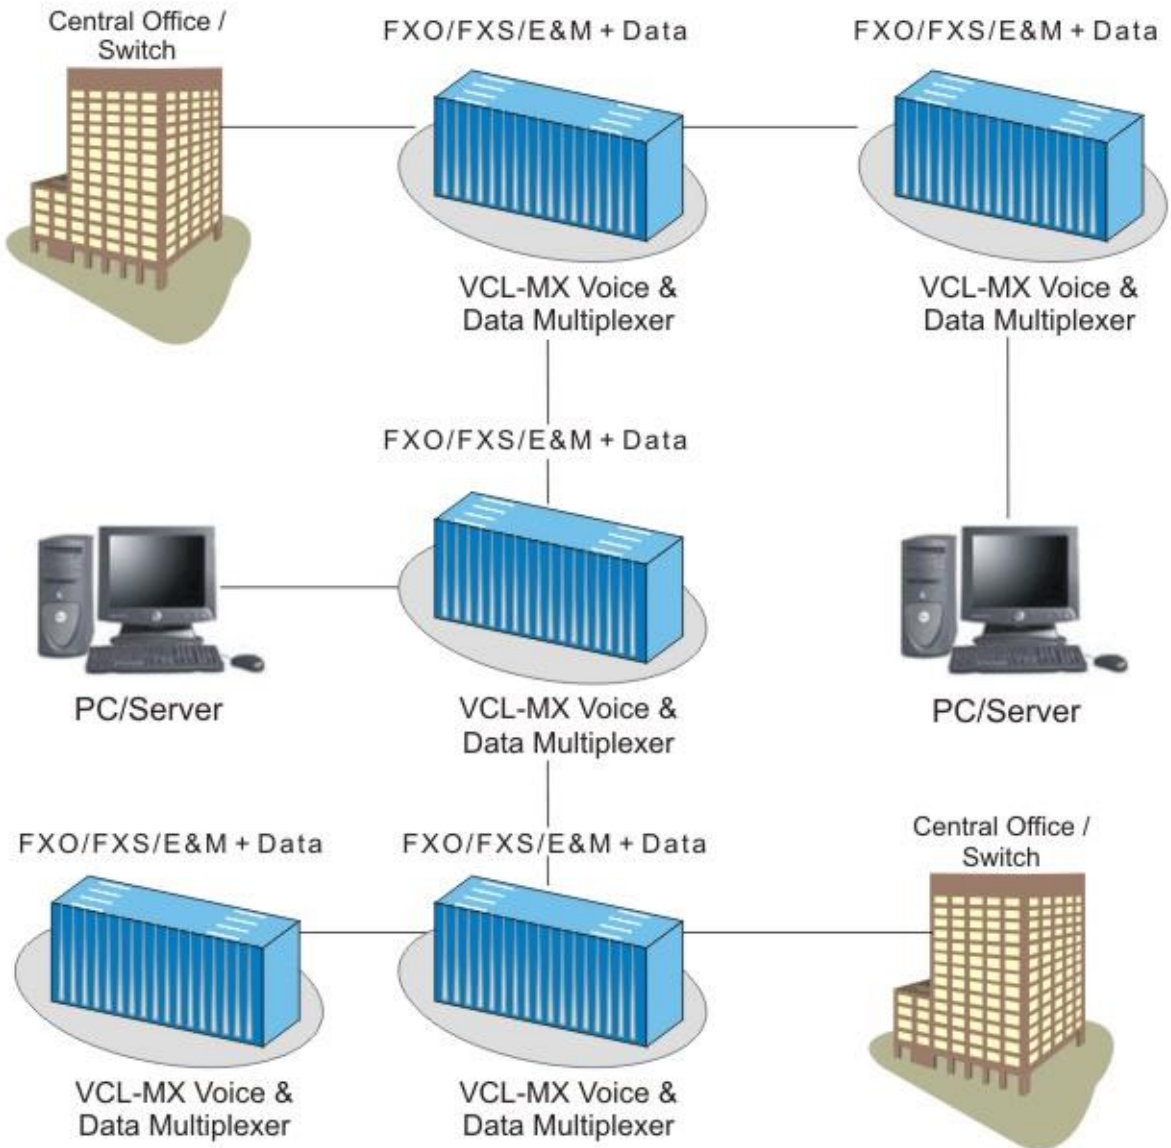 Central Office /
Switch
FXO/FXS/E&M + Data
FXO/FXS/E&M + Data
VCL-MX Voice &
Data Multiplexer
VCL-MX Voice &
Data Multiplexer
FXO/FXS/E&M + Data
PC/Server
VCL-MX Voice &
Data Multiplexer
PC/Server
FXO/FXS/E&M + Data
FXO/FXS/E&M + Data
Central Office /
Switch
VCL-MX Voice &
Data Multiplexer
VCL-MX Voice &
Data Multiplexer